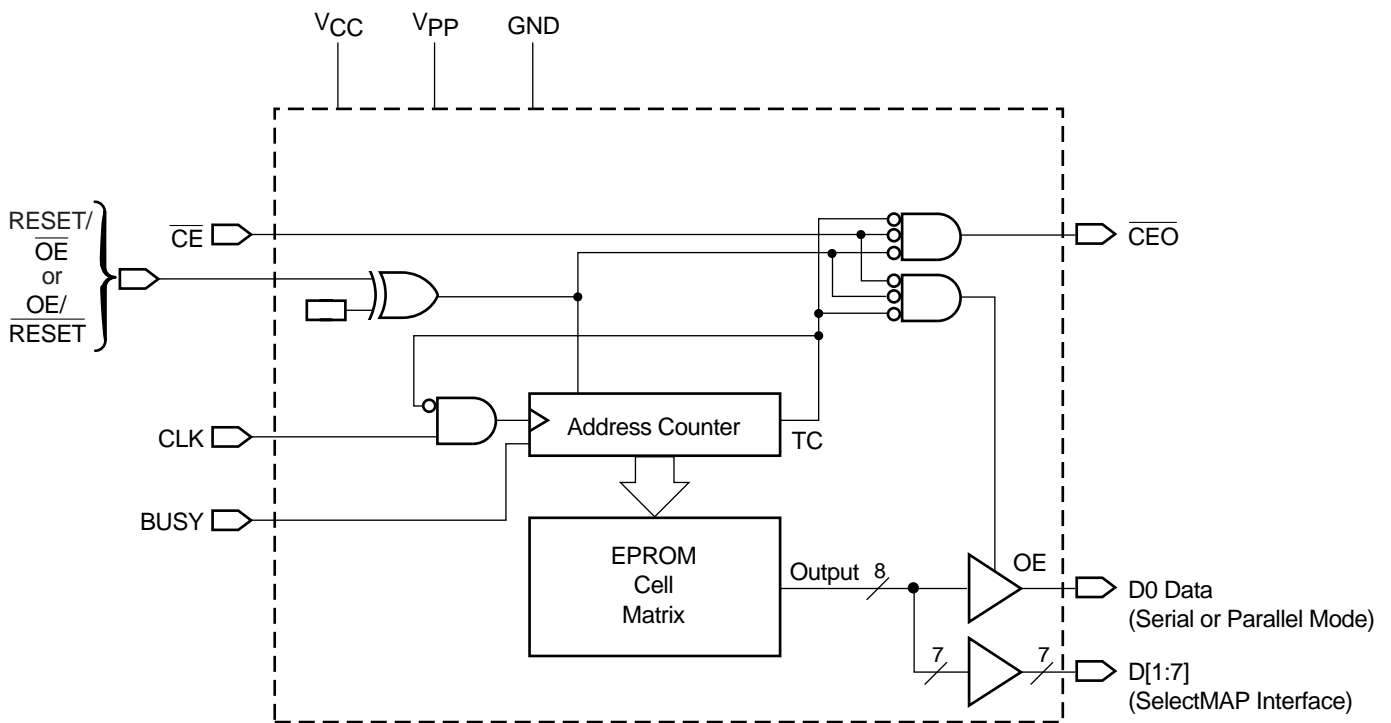 VCC VPP GND
RESET/
OE
or
OE/
RESET
CE
CEO
CLK
Address Counter
TC
BUSY
EPROM
Cell
Matrix
Output 8
OE
D0 Data
(Serial or Parallel Mode)
7 7
D[1:7]
(SelectMAP Interface)